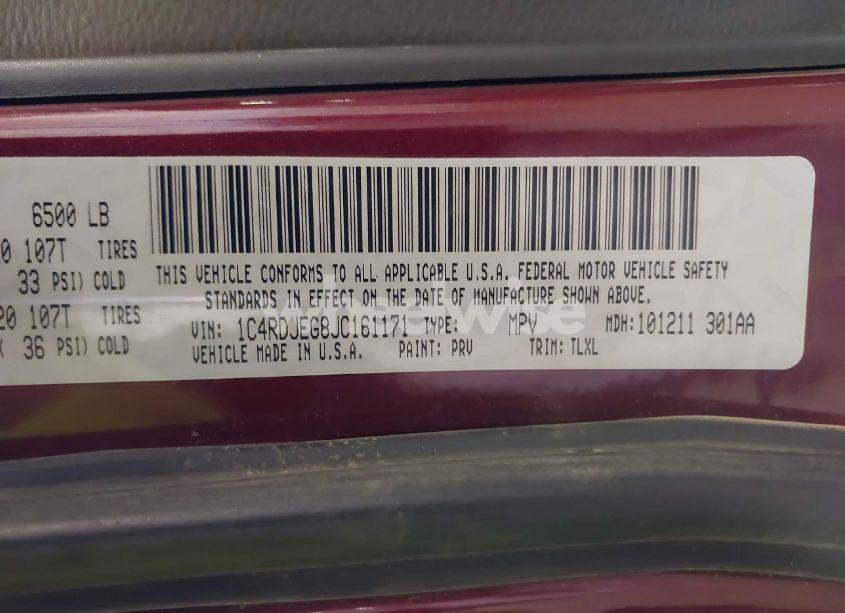 6500 LB
0 107T TIRES
33 PSI) COLD
20 107T TIRES
( 36 PSI) COLD
THIS VEHICLE CONFORMS TO ALL APPLICABLE U.S.A. FEDERAL MOTOR VEHICLE SAFETY
STANDARDS IN EFFECT ON THE DATE OF MANUFACTURE SHOWN ABOVE.
VIN: 1C4RDJEG8JC161171 TYPE: MPV MDH:101211 301AA
VEHICLE MADE IN U.S.A. PAINT: PRV TRIM: TLXL